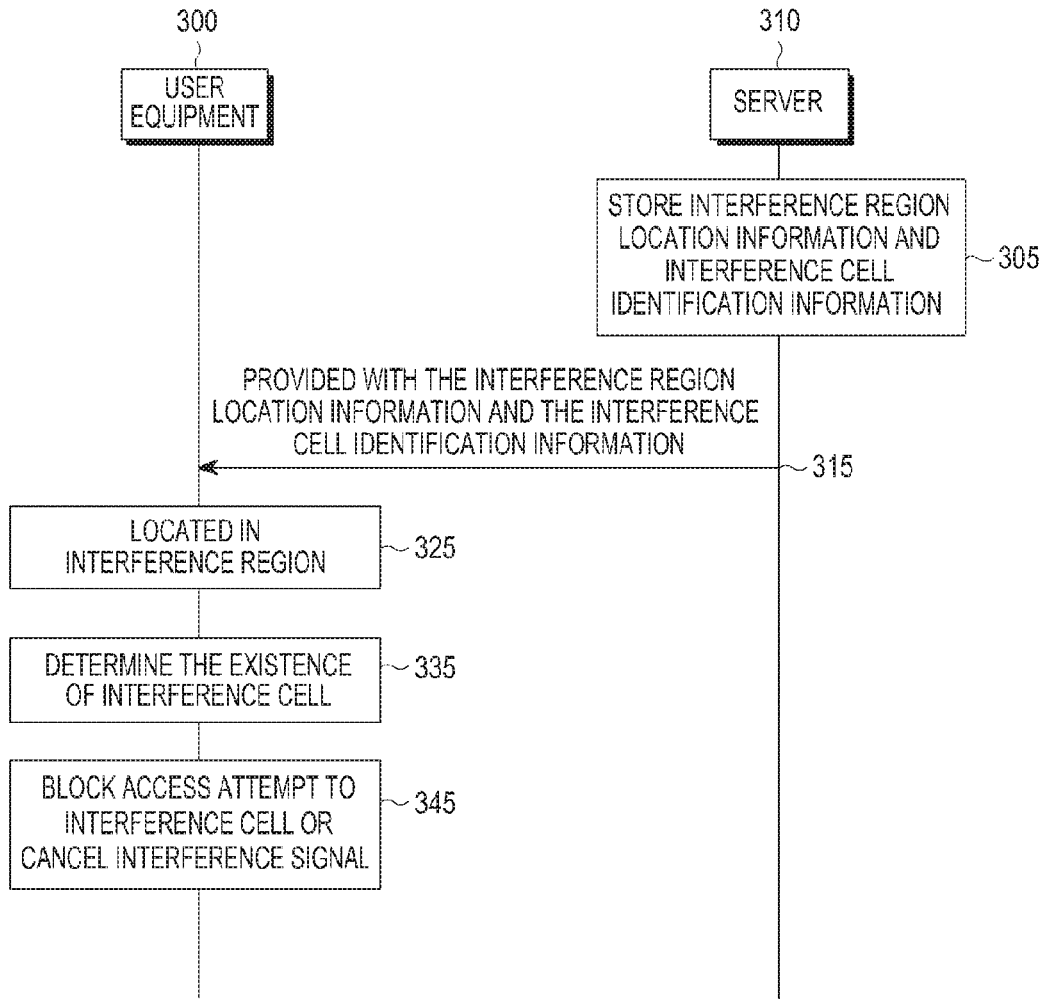 300
310
USER
EQUIPMENT
SERVER
STORE INTERFERENCE REGION
LOCATION INFORMATION AND
INTERFERENCE CELL
IDENTIFICATION INFORMATION
305
PROVIDED WITH THE INTERFERENCE REGION
LOCATION INFORMATION AND THE INTERFERENCE
CELL IDENTIFICATION INFORMATION
315
LOCATED IN
INTERFERENCE REGION
325
DETERMINE THE EXISTENCE
OF INTERFERENCE CELL
335
BLOCK ACCESS ATTEMPT TO
INTERFERENCE CELL OR
CANCEL INTERFERENCE SIGNAL
345